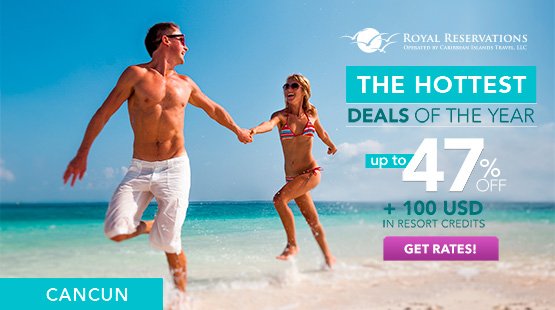 ROYAL RESERVATIONS
OPERATED BY CARIBBEAN ISLANDS TRAVEL, LLC
THE HOTTEST
DEALS OF THE YEAR
up to 47% OFF
+ 100 USD
IN RESORT CREDITS
GET RATES!
CANCUN